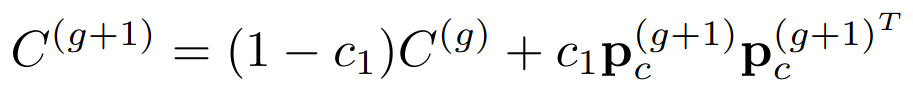 $C^{(g+1)} = (1 - c_1)C^{(g)} + c_1 \mathbf{p}_c^{(g+1)} \mathbf{p}_c^{(g+1)^T}$